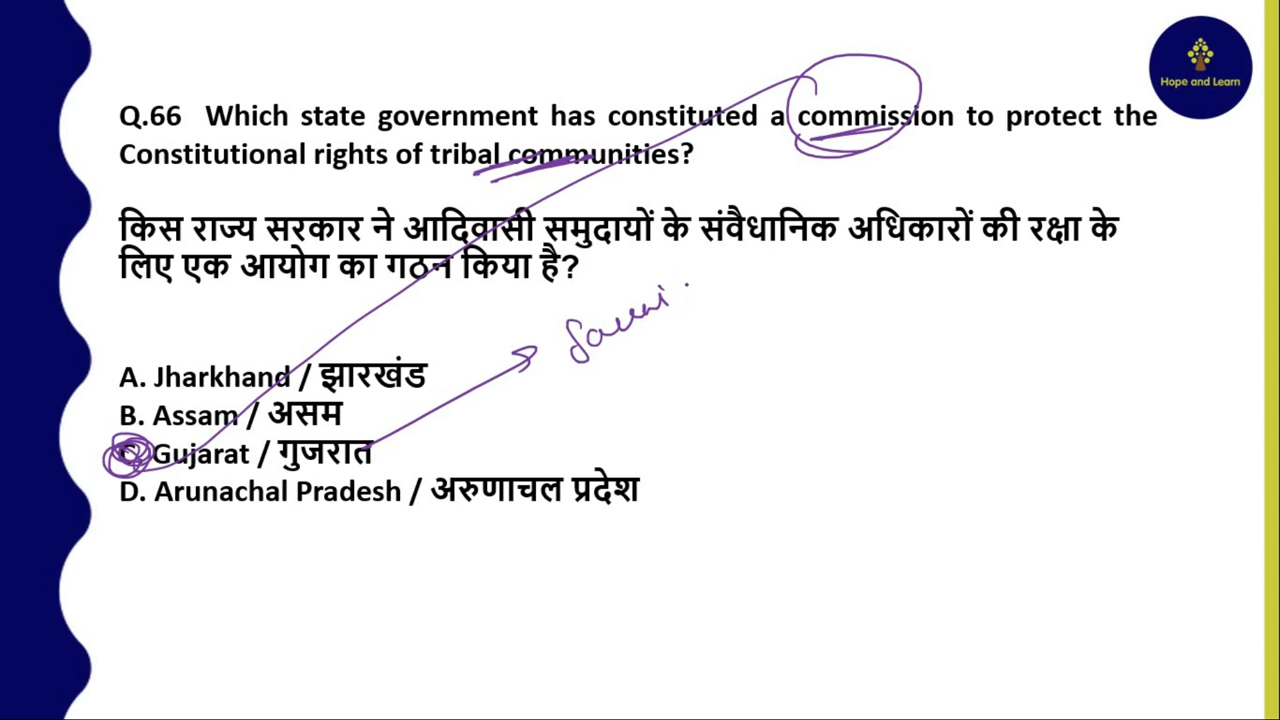 Hope and Learn
Q.66 Which state government has constituted a commission to protect the
Constitutional rights of tribal communities?
किस राज्य सरकार ने आदिवासी समुदायों के संवैधानिक अधिकारों की रक्षा के
लिए एक आयोग का गठन किया है?
A. Jharkhand / झारखंड
B. Assam / असम
C. Gujarat / गुजरात
D. Arunachal Pradesh / अरुणाचल प्रदेश